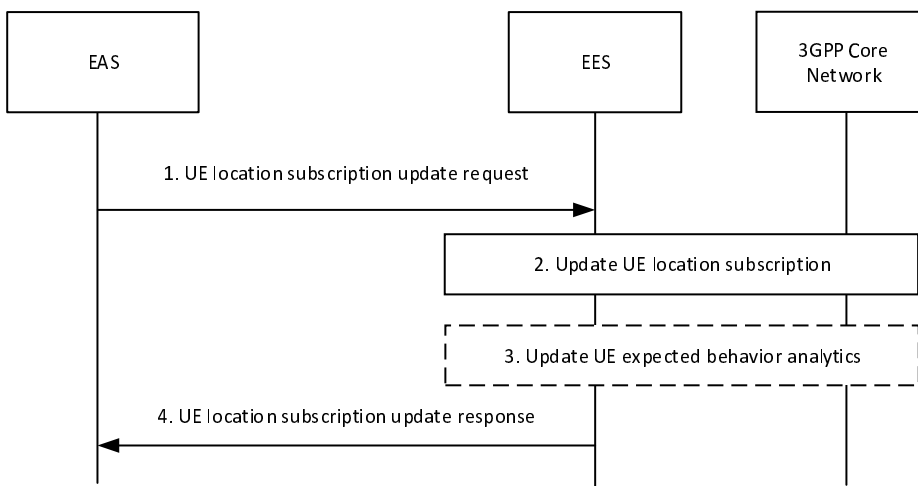 EAS
EES
3GPP Core
Network
1. UE location subscription update request
2. Update UE location subscription
3. Update UE expected behavior analytics
4. UE location subscription update response